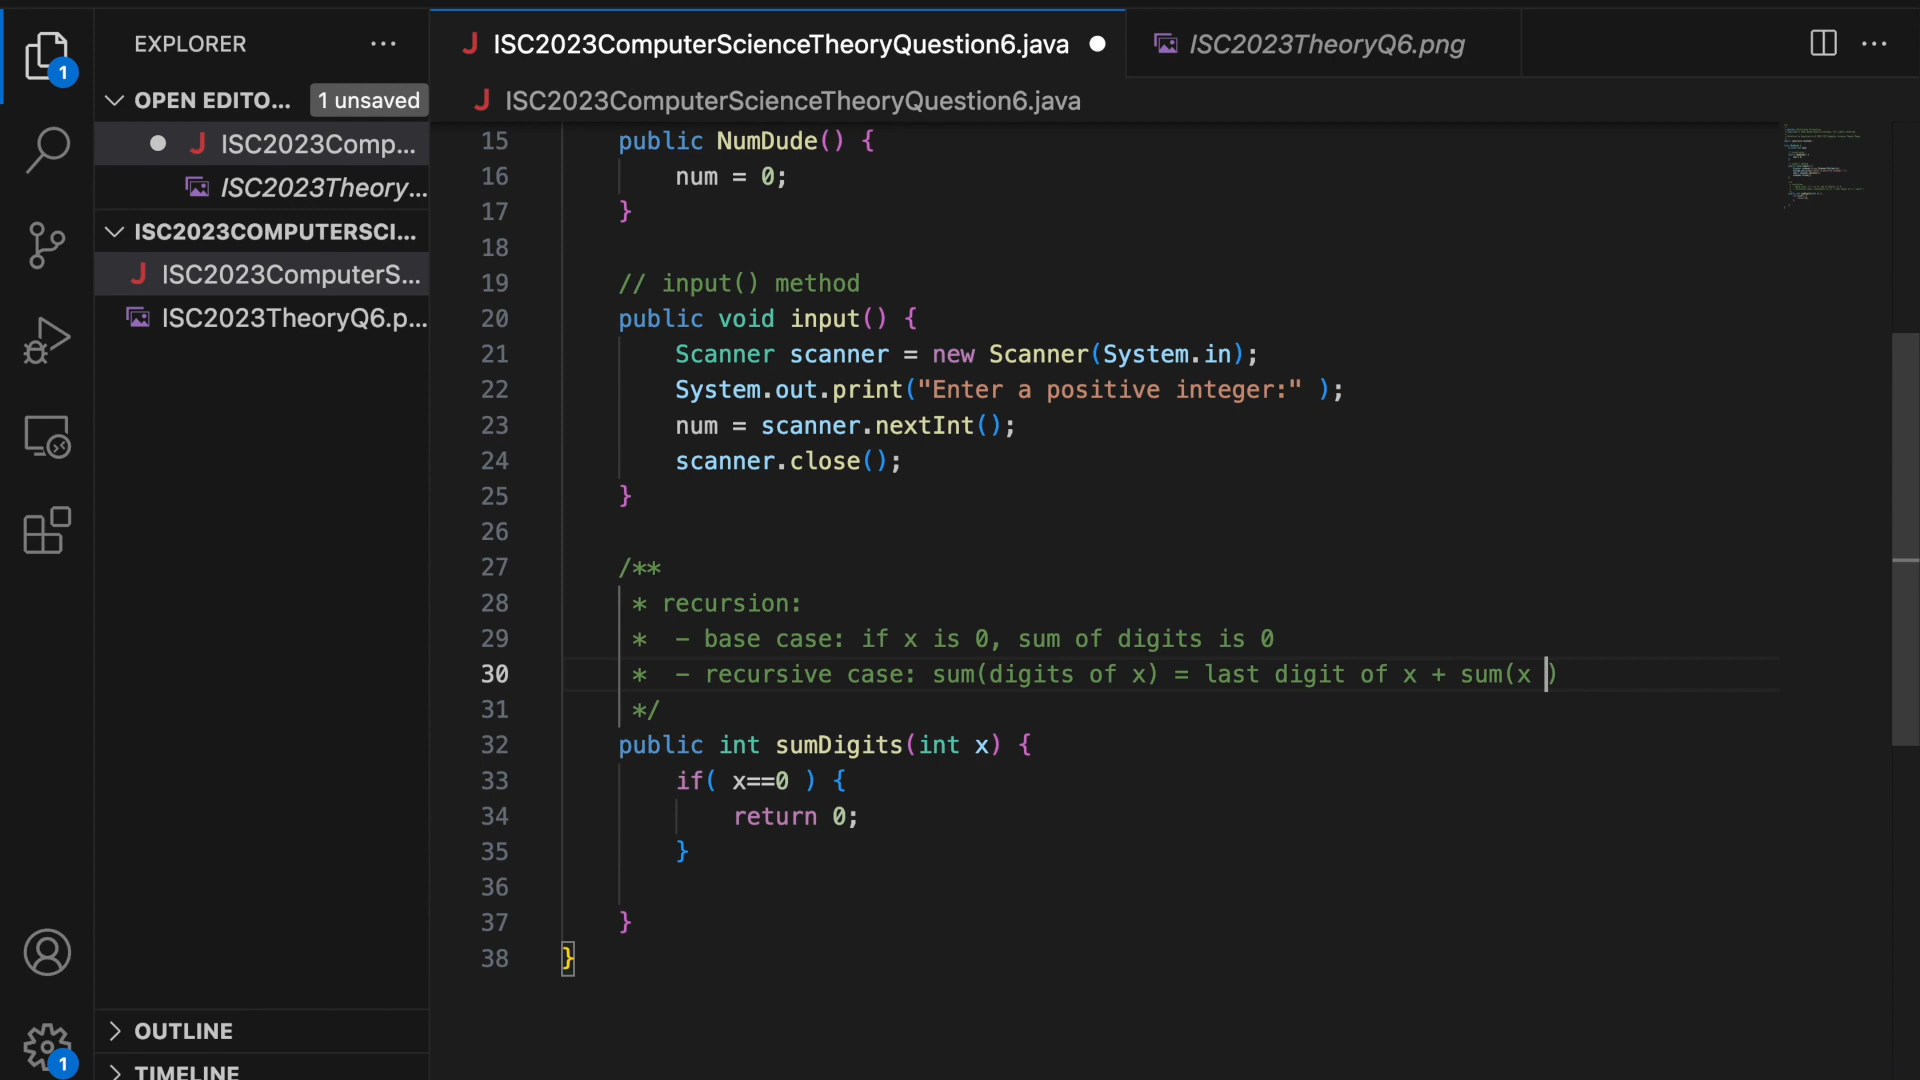 EXPLORER ···
ISC2023ComputerScienceTheoryQuestion6.java
ISC2023TheoryQ6.png
1
OPEN EDITO... 1 unsaved
ISC2023Comp...
ISC2023Theory...
ISC2023COMPUTERSCI...
ISC2023ComputerS...
ISC2023TheoryQ6.p...
OUTLINE
TIMELINE
1
ISC2023ComputerScienceTheoryQuestion6.java
15 public NumDude() {
16 num = 0;
17 }
18
19 // input() method
20 public void input() {
21 Scanner scanner = new Scanner(System.in);
22 System.out.print("Enter a positive integer:" );
23 num = scanner.nextInt();
24 scanner.close();
25 }
26
27 /**
28 * recursion:
29 * - base case: if x is 0, sum of digits is 0
30 * - recursive case: sum(digits of x) = last digit of x + sum(x )
31 */
32 public int sumDigits(int x) {
33 if( x==0 ) {
34 return 0;
35 }
36
37 }
38 }